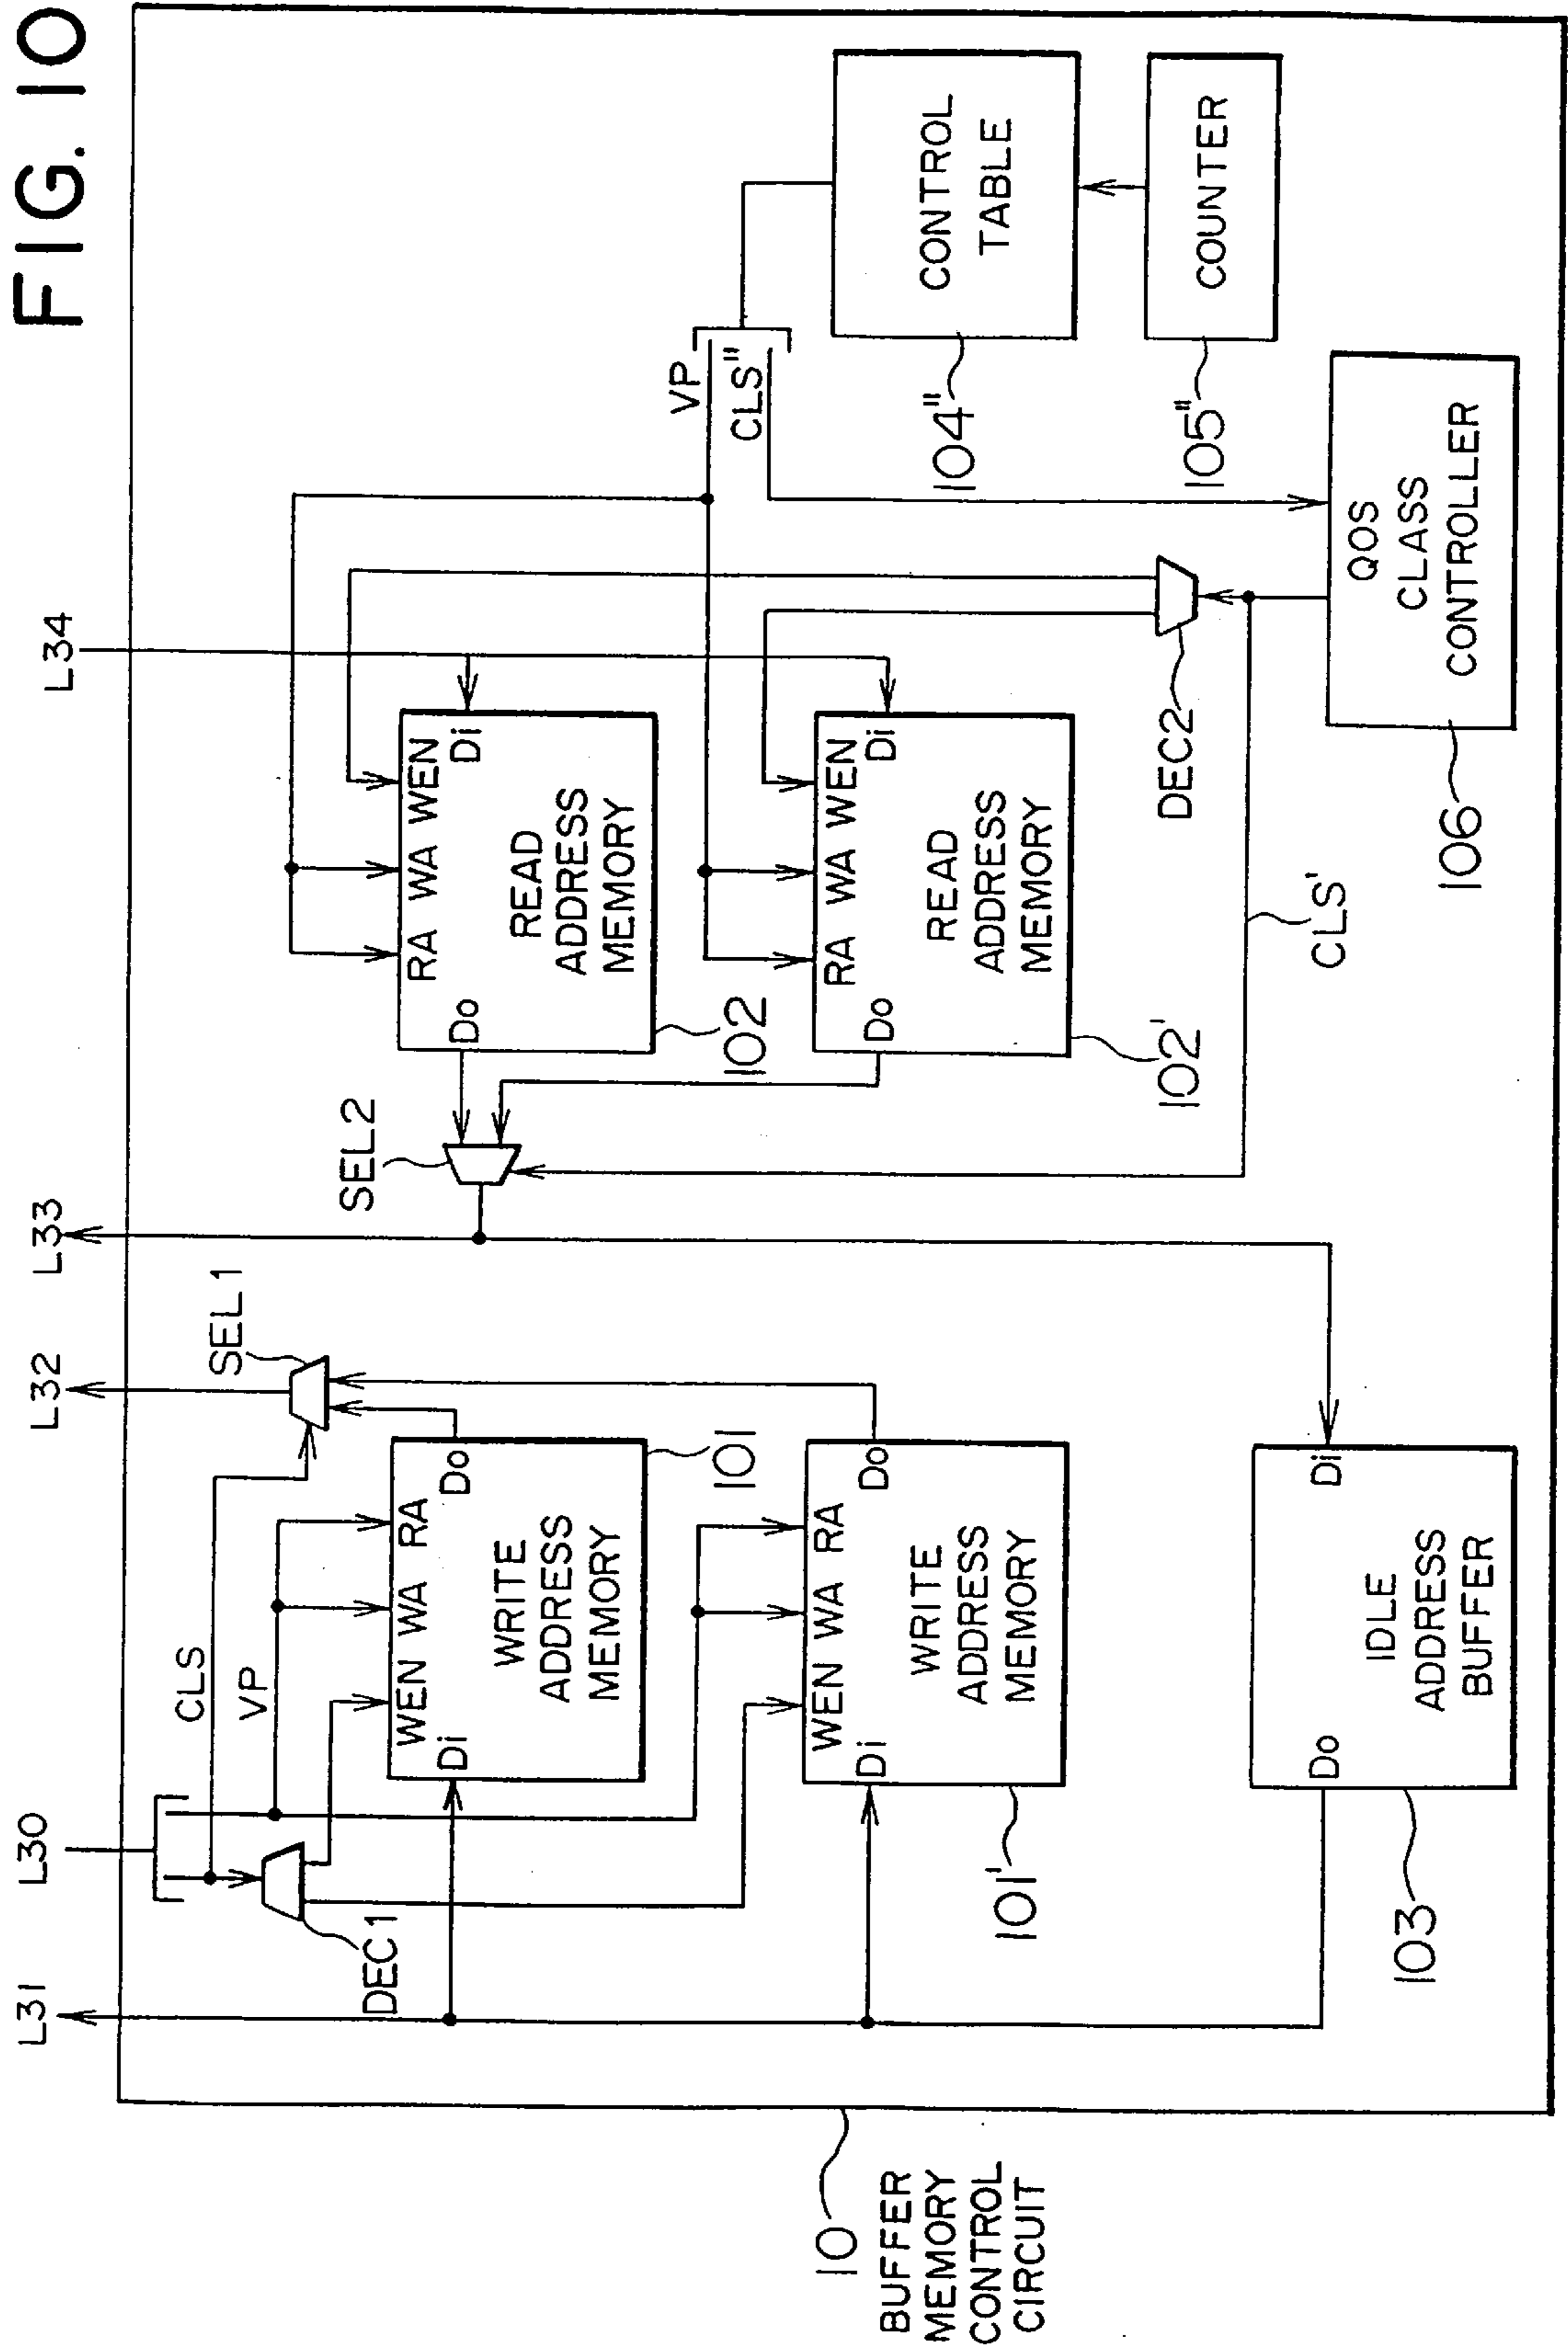 FIG. 10
L31
L30
L32
L33
L34
CLS
VP
DEC1
SEL1
WEN WA RA
Di
Do
WRITE
ADDRESS
MEMORY
101
WEN WA RA
Di
Do
WRITE
ADDRESS
MEMORY
101'
Do
Di
IDLE
ADDRESS
BUFFER
103
SEL2
RA WA WEN
Do
Di
READ
ADDRESS
MEMORY
102
RA WA WEN
Do
Di
READ
ADDRESS
MEMORY
102'
VP
CLS"
CONTROL
TABLE
104"
COUNTER
105"
DEC2
CLS'
QOS
CLASS
CONTROLLER
106
10
BUFFER
MEMORY
CONTROL
CIRCUIT